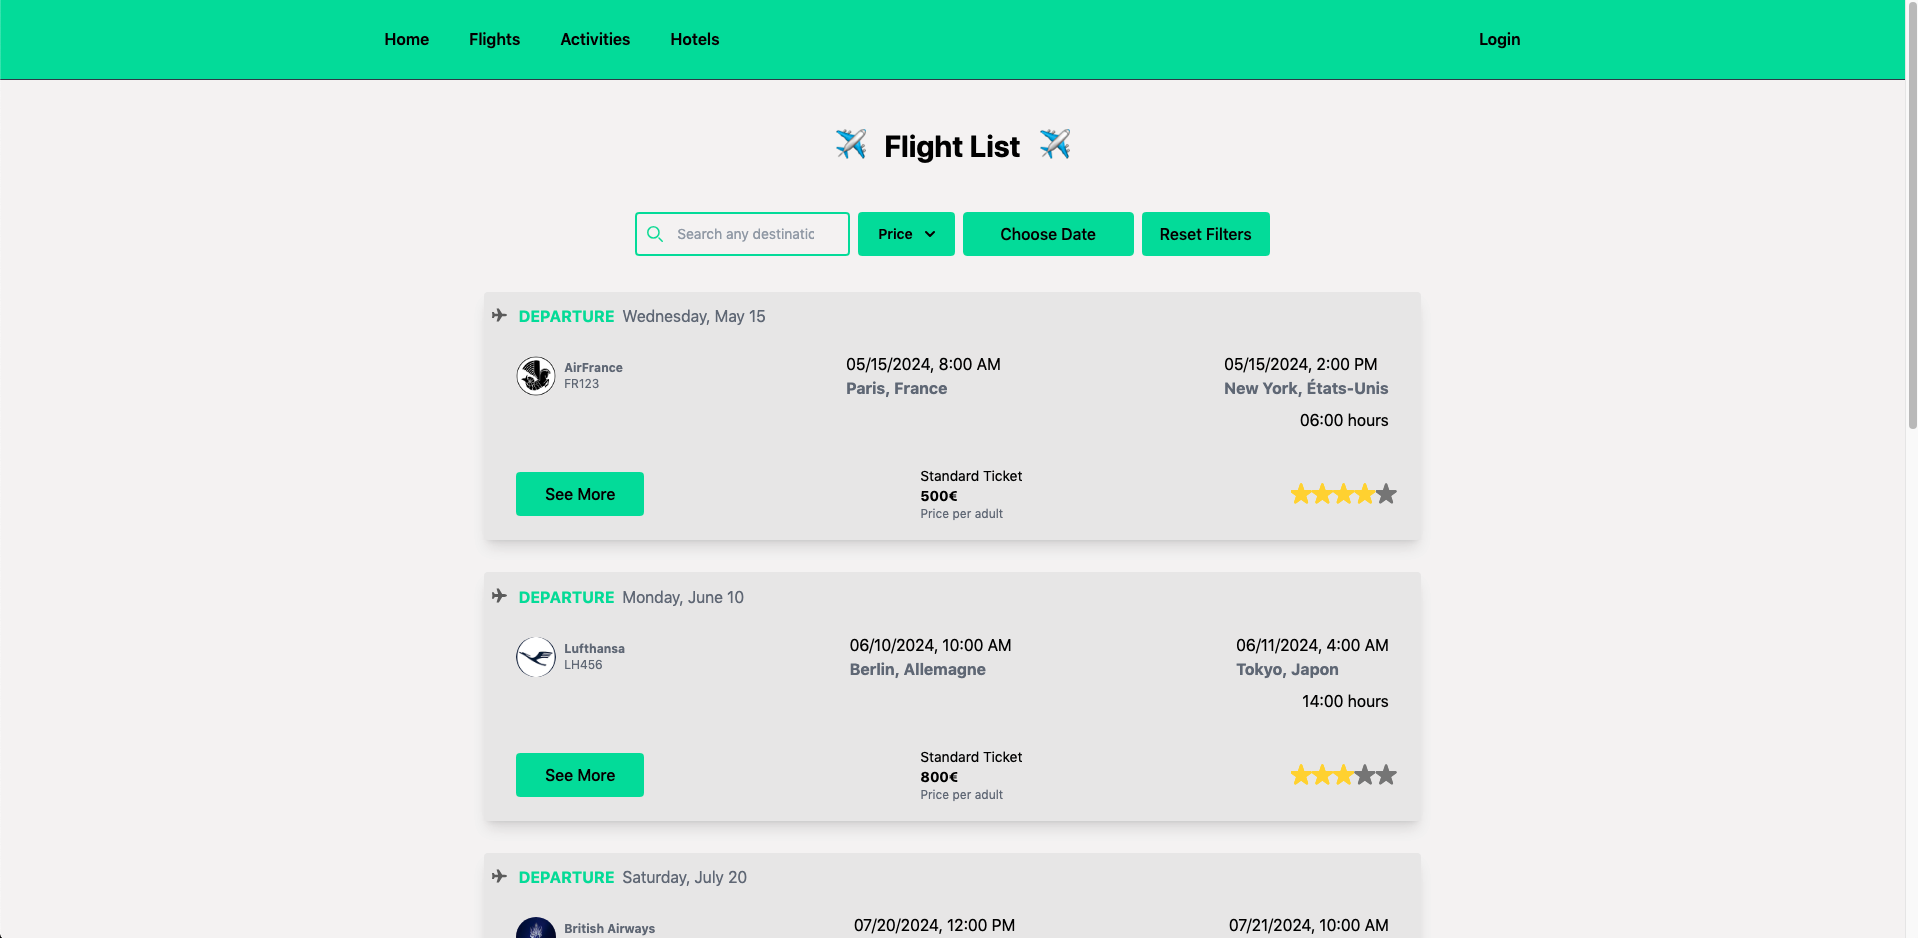 Home Flights Activities Hotels Login
Flight List
Search any destinatic Price Choose Date Reset Filters
DEPARTURE Wednesday, May 15
AirFrance
FR123
05/15/2024, 8:00 AM
Paris, France
05/15/2024, 2:00 PM
New York, États-Unis
06:00 hours
See More
Standard Ticket
500€
Price per adult
DEPARTURE Monday, June 10
Lufthansa
LH456
06/10/2024, 10:00 AM
Berlin, Allemagne
06/11/2024, 4:00 AM
Tokyo, Japon
14:00 hours
See More
Standard Ticket
800€
Price per adult
DEPARTURE Saturday, July 20
British Airways
07/20/2024, 12:00 PM
07/21/2024, 10:00 AM